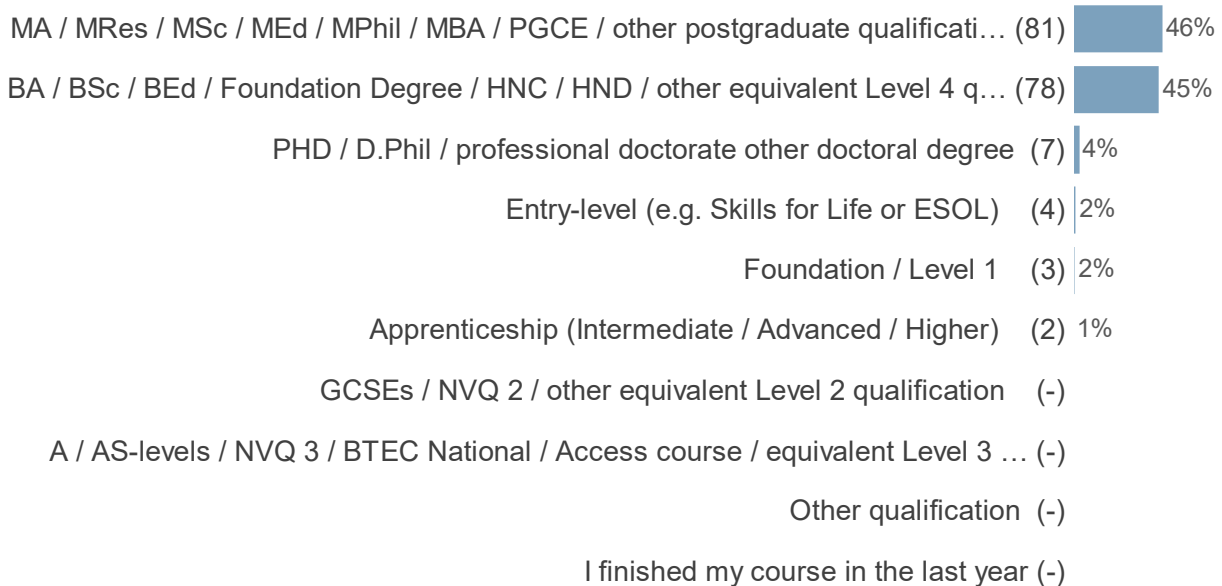 MA / MRes / MSc / MEd / MPhil / MBA / PGCE / other postgraduate qualificati… (81) 46%
BA / BSc / BEd / Foundation Degree / HNC / HND / other equivalent Level 4 q… (78) 45%
PHD / D.Phil / professional doctorate other doctoral degree (7) 4%
Entry-level (e.g. Skills for Life or ESOL) (4) 2%
Foundation / Level 1 (3) 2%
Apprenticeship (Intermediate / Advanced / Higher) (2) 1%
GCSEs / NVQ 2 / other equivalent Level 2 qualification (-)
A / AS-levels / NVQ 3 / BTEC National / Access course / equivalent Level 3 … (-)
Other qualification (-)
I finished my course in the last year (-)